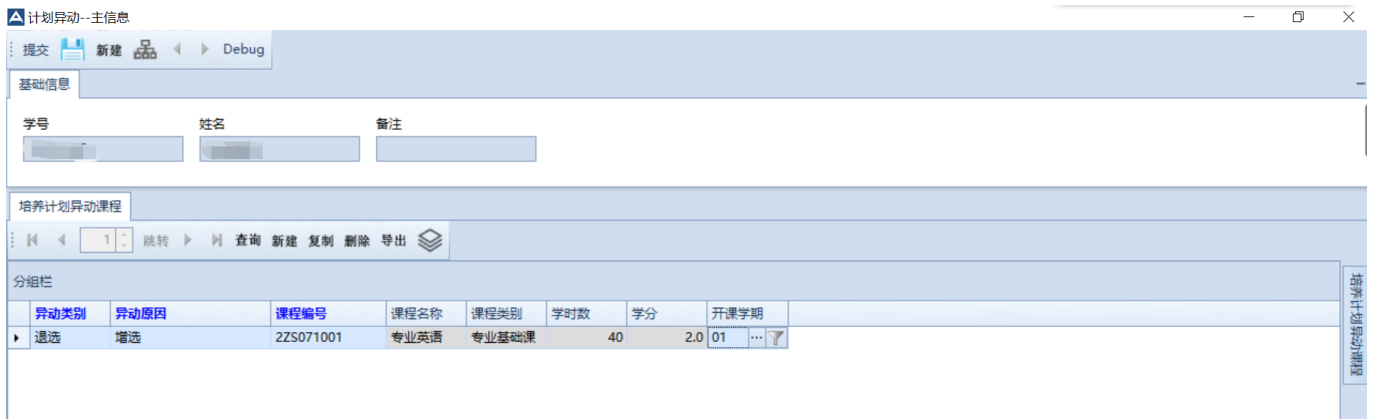 计划异动--主信息
提交 新建 Debug
基础信息
学号 姓名 备注
培养计划异动课程
1 跳转 查询 新建 复制 删除 导出
分组栏
异动类别 异动原因 课程编号 课程名称 课程类别 学时数 学分 开课学期
退选 增选 2ZS071001 专业英语 专业基础课 40 2.0 01 ...
培养计划异动课程